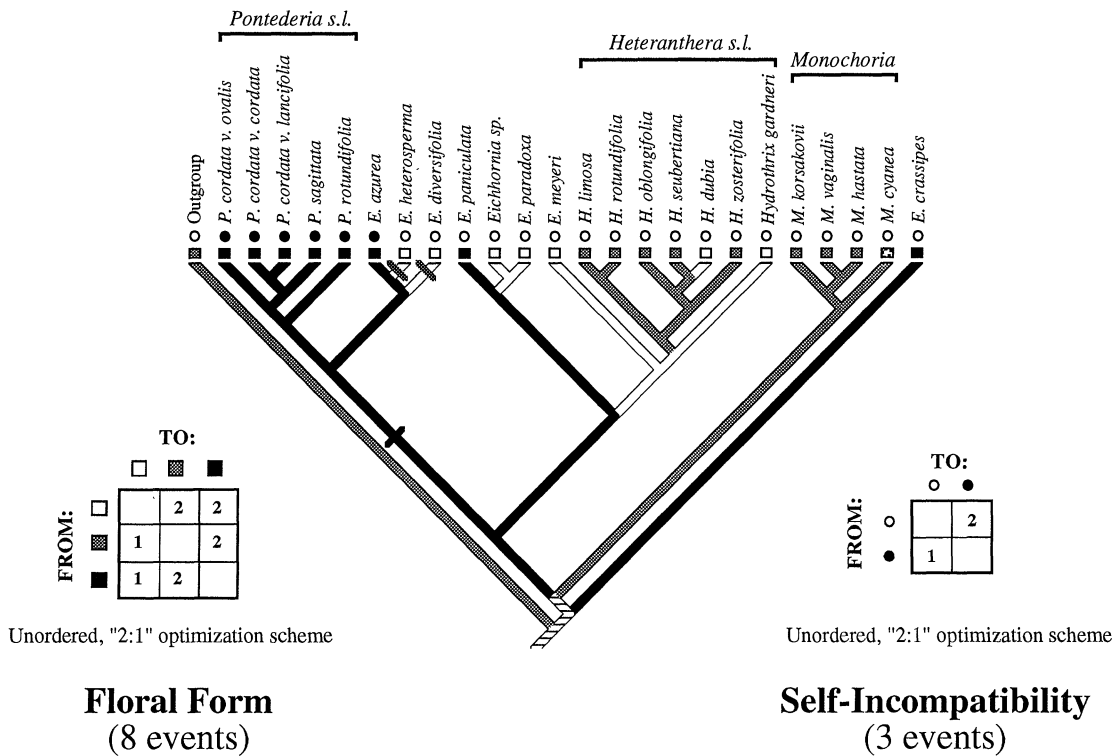 Pontederia s.l.
Heteranthera s.l.
Monochoria
Outgroup
P. cordata v. ovalis
P. cordata v. cordata
P. cordata v. lancifolia
P. sagittata
P. rotundifolia
E. azurea
E. heterosperma
E. diversifolia
E. paniculata
Eichhornia sp.
E. paradoxa
E. meyeri
H. limosa
H. rotundifolia
H. oblongifolia
H. seubertiana
H. dubia
H. zosterifolia
Hydrothrix gardneri
M. korsakovii
M. vaginalis
M. hastata
M. cyanea
E. crassipes
TO:
FROM:
2 2
1 2
1 2
Unordered, "2:1" optimization scheme
Floral Form
(8 events)
TO:
FROM:
2
1
Unordered, "2:1" optimization scheme
Self-Incompatibility
(3 events)